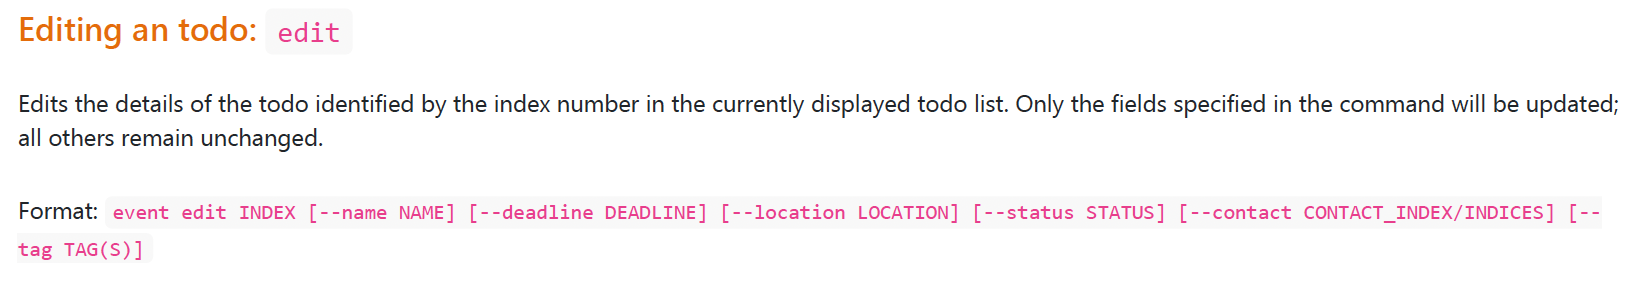 Editing an todo: edit
Edits the details of the todo identified by the index number in the currently displayed todo list. Only the fields specified in the command will be updated;
all others remain unchanged.
Format: event edit INDEX [--name NAME] [--deadline DEADLINE] [--location LOCATION] [--status STATUS] [--contact CONTACT_INDEX/INDICES] [--
tag TAG(S)]